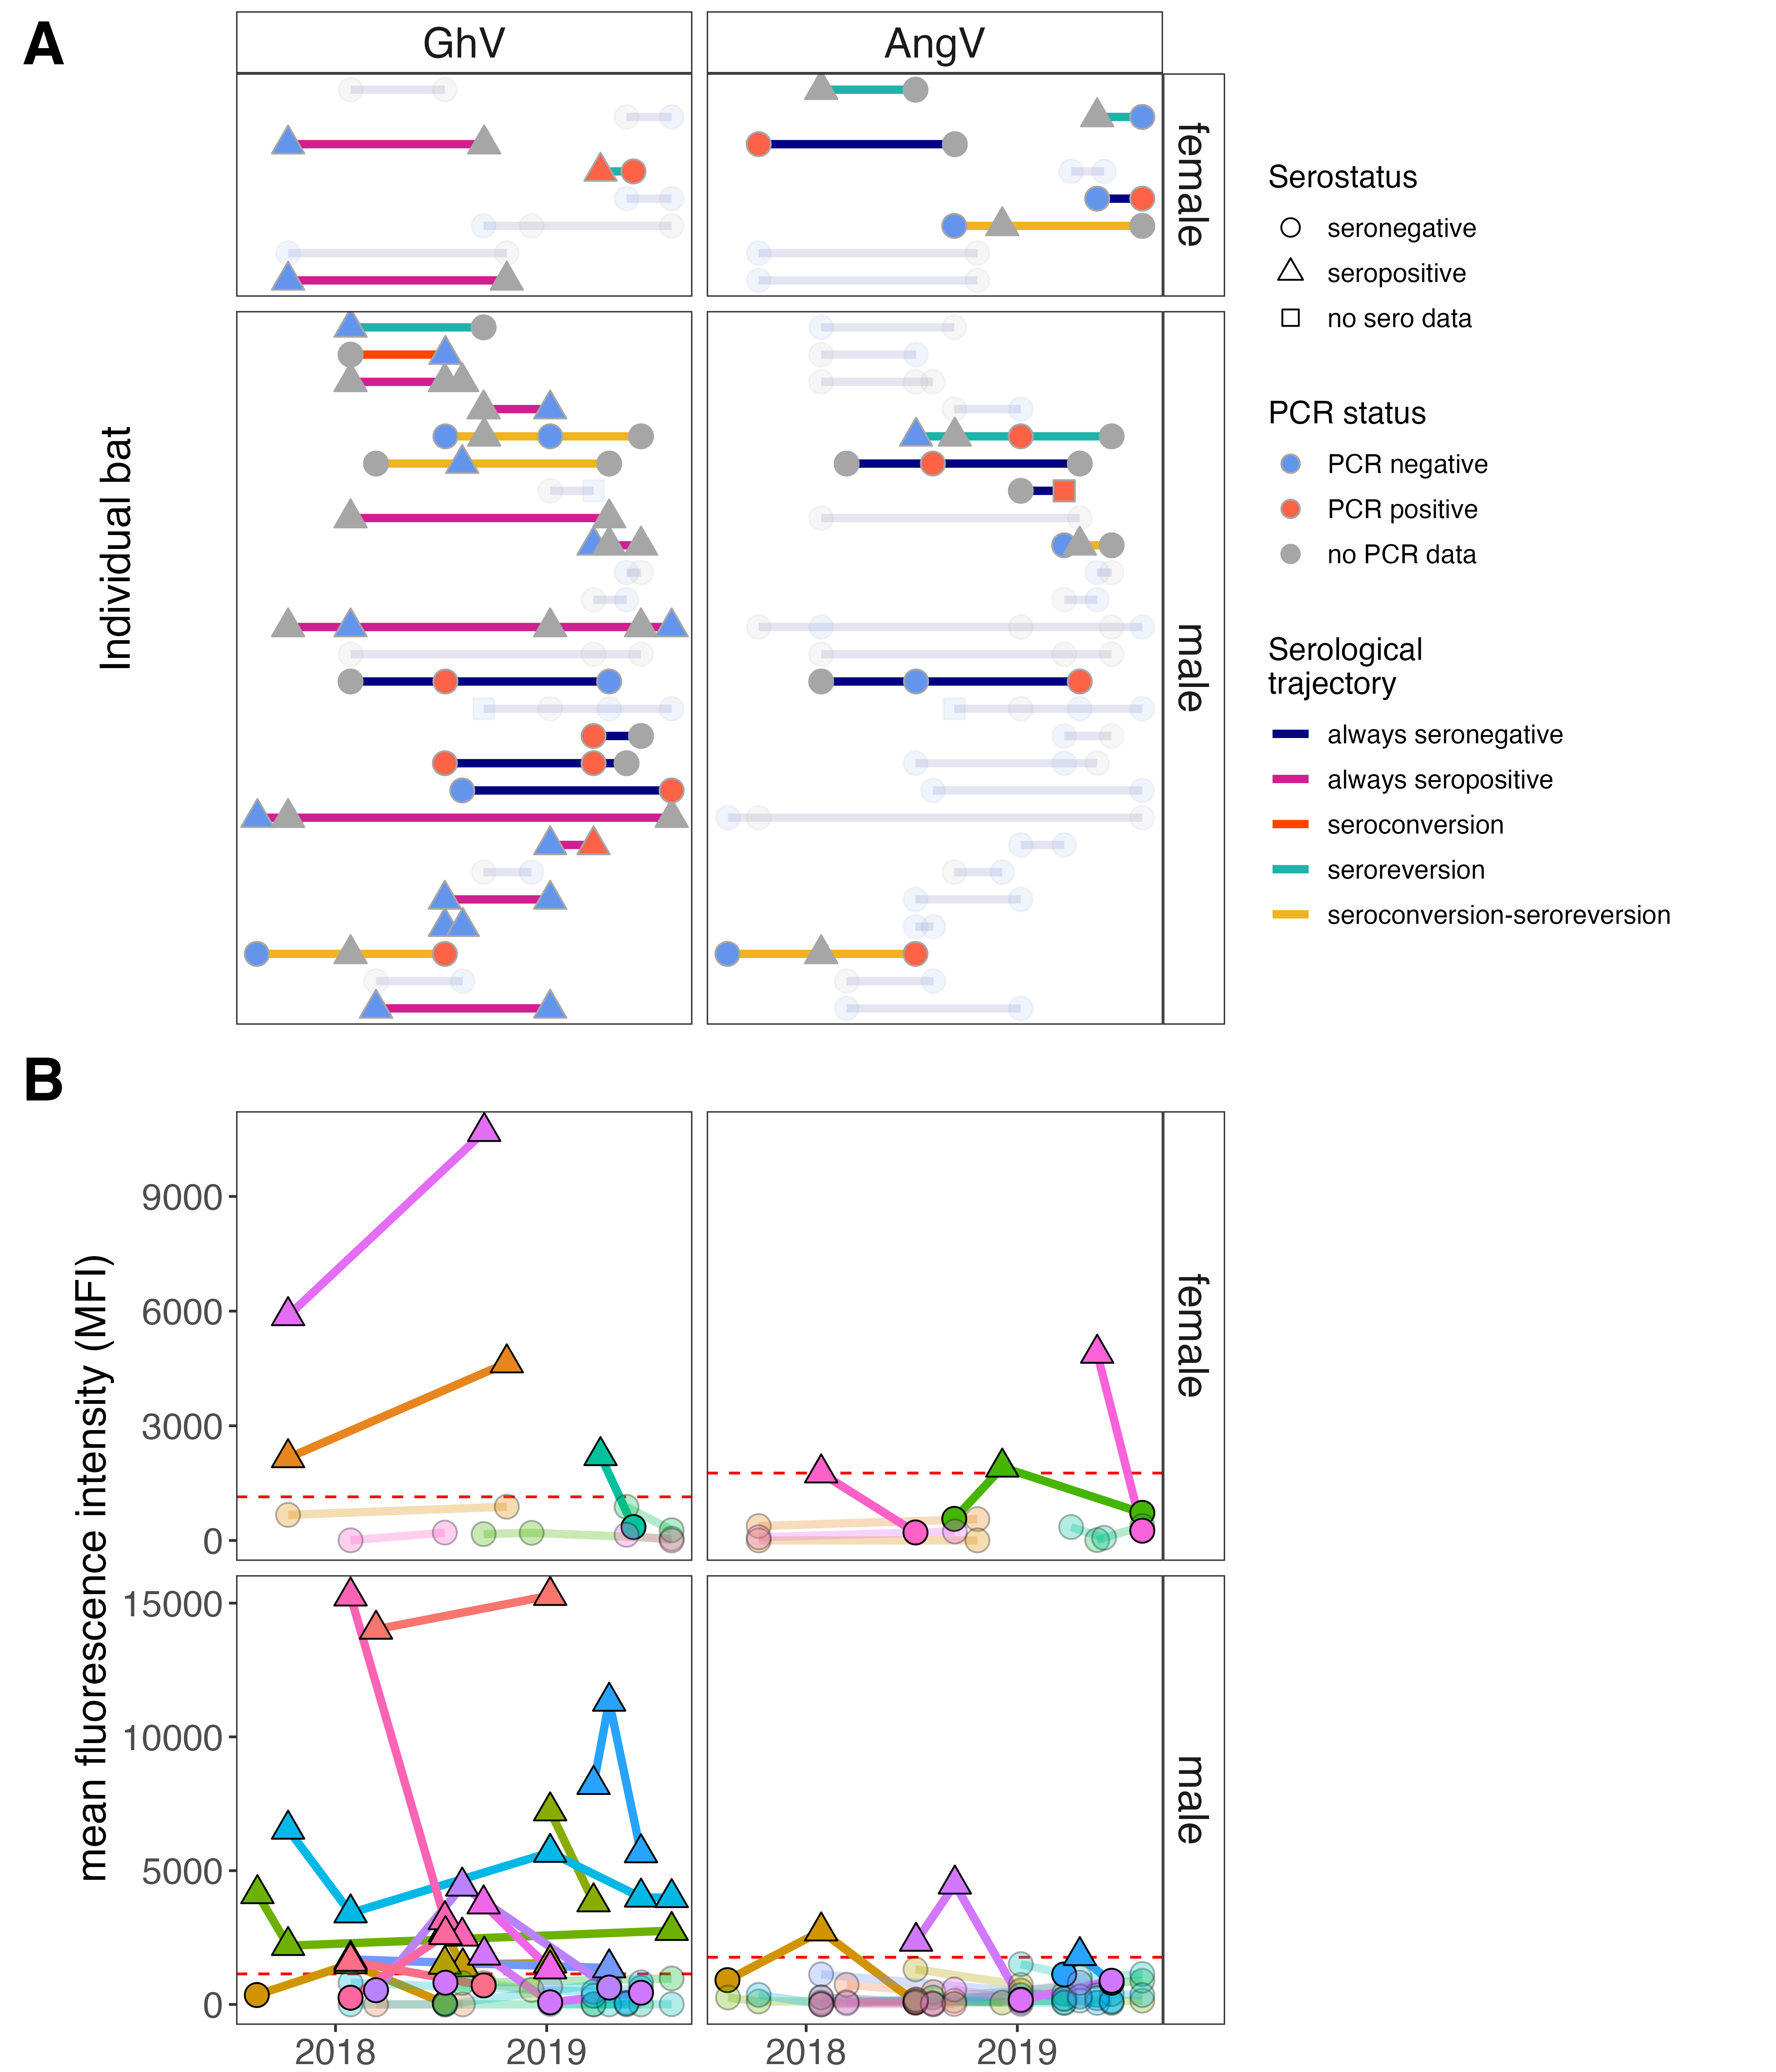 A
GhV
AngV
female
male
Individual bat
Serostatus
seronegative
seropositive
no sero data
PCR status
PCR negative
PCR positive
no PCR data
Serological
trajectory
always seronegative
always seropositive
seroconversion
seroreversion
seroconversion-seroreversion
B
mean fluorescence intensity (MFI)
9000
6000
3000
0
female
15000
10000
5000
0
male
2018
2019
2018
2019